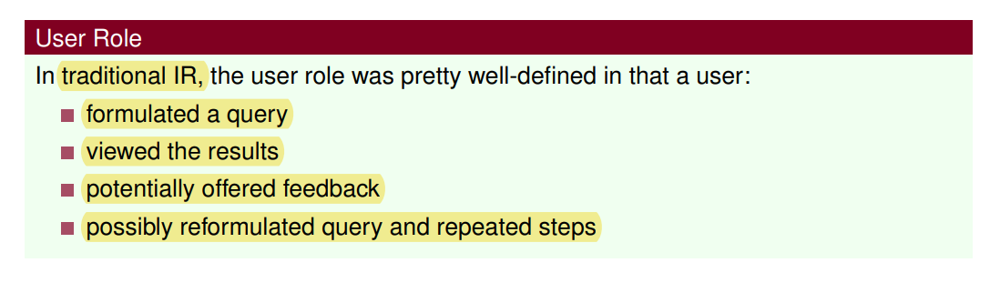 User Role
In traditional IR, the user role was pretty well-defined in that a user:
formulated a query
viewed the results
potentially offered feedback
possibly reformulated query and repeated steps